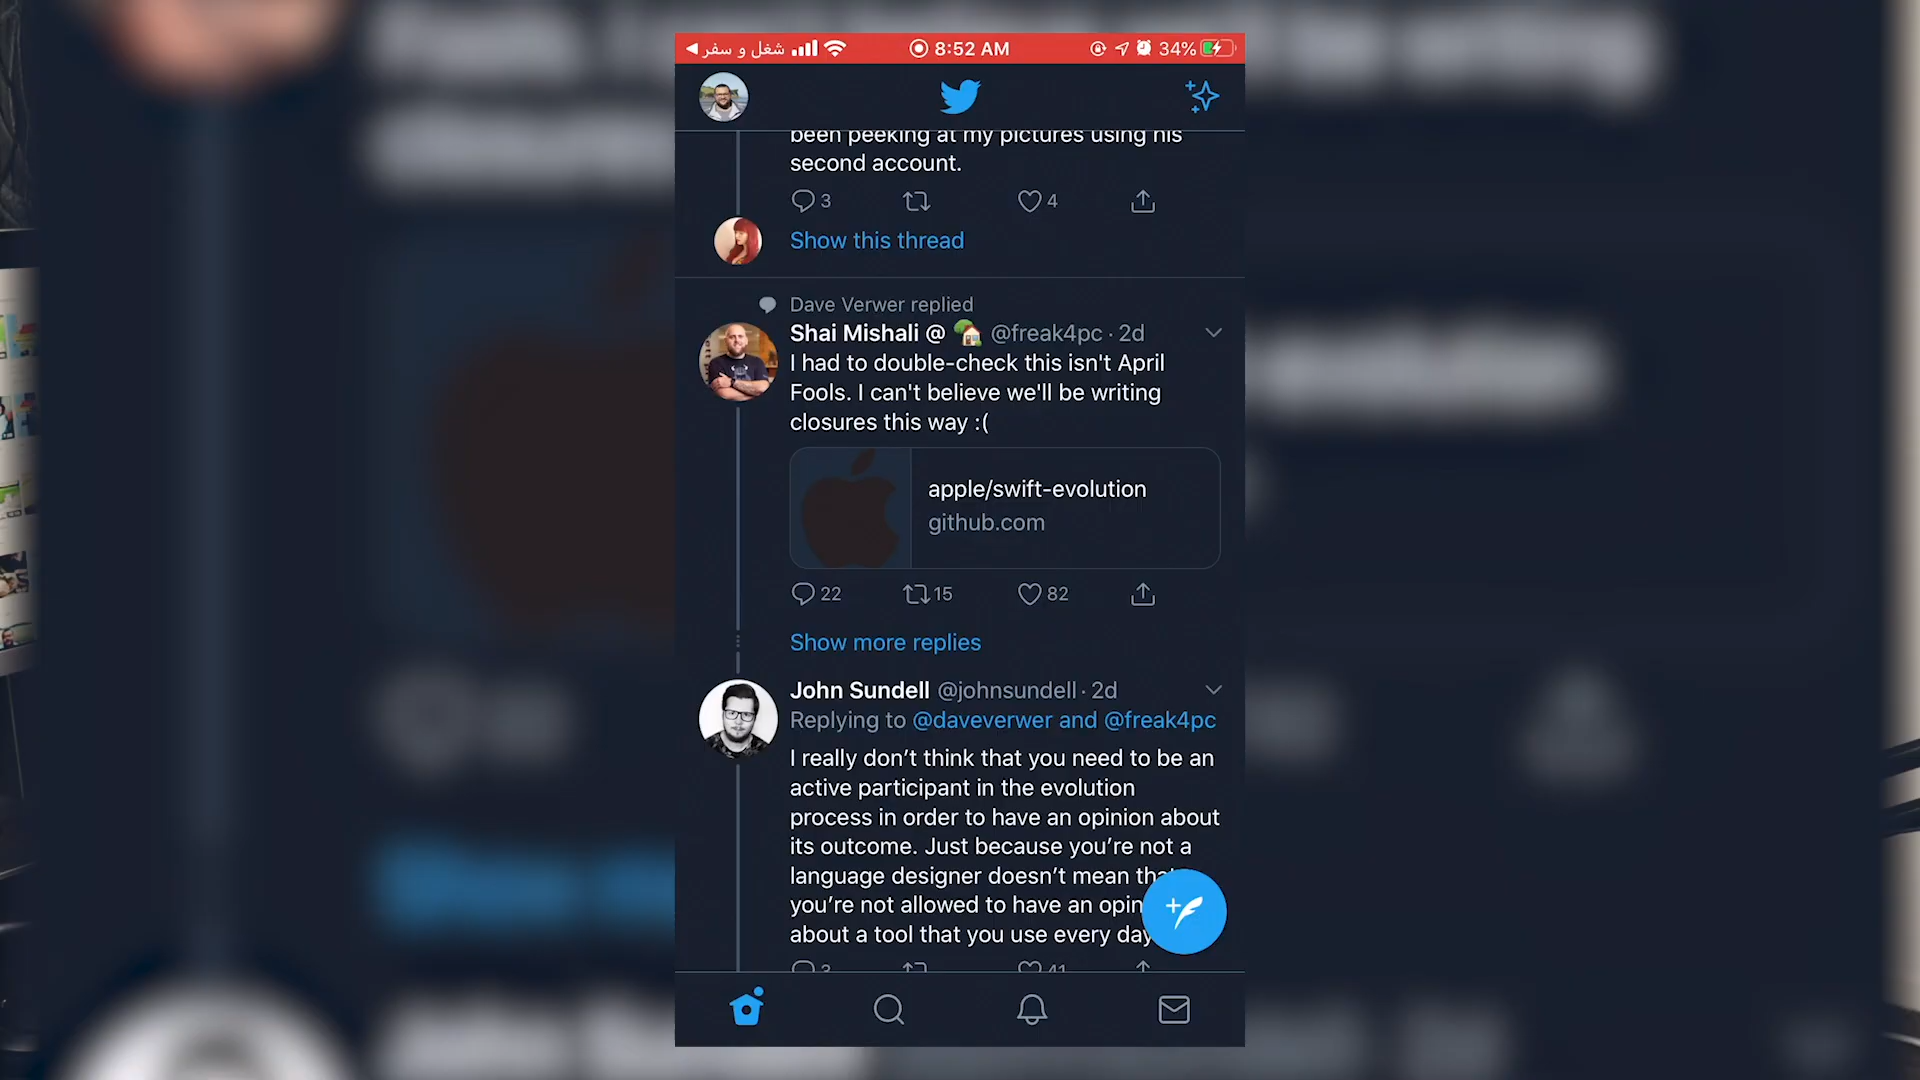 شغل و سفر
8:52 AM
34%
been peeking at my pictures using his
second account.
3
4
Show this thread
Dave Verwer replied
Shai Mishali @ 🏡 @freak4pc · 2d
I had to double-check this isn't April
Fools. I can't believe we'll be writing
closures this way :(
apple/swift-evolution
github.com
22
15
82
Show more replies
John Sundell @johnsundell · 2d
Replying to @daveverwer and @freak4pc
I really don’t think that you need to be an
active participant in the evolution
process in order to have an opinion about
its outcome. Just because you’re not a
language designer doesn’t mean
you’re not allowed to have an
about a tool that you use every day